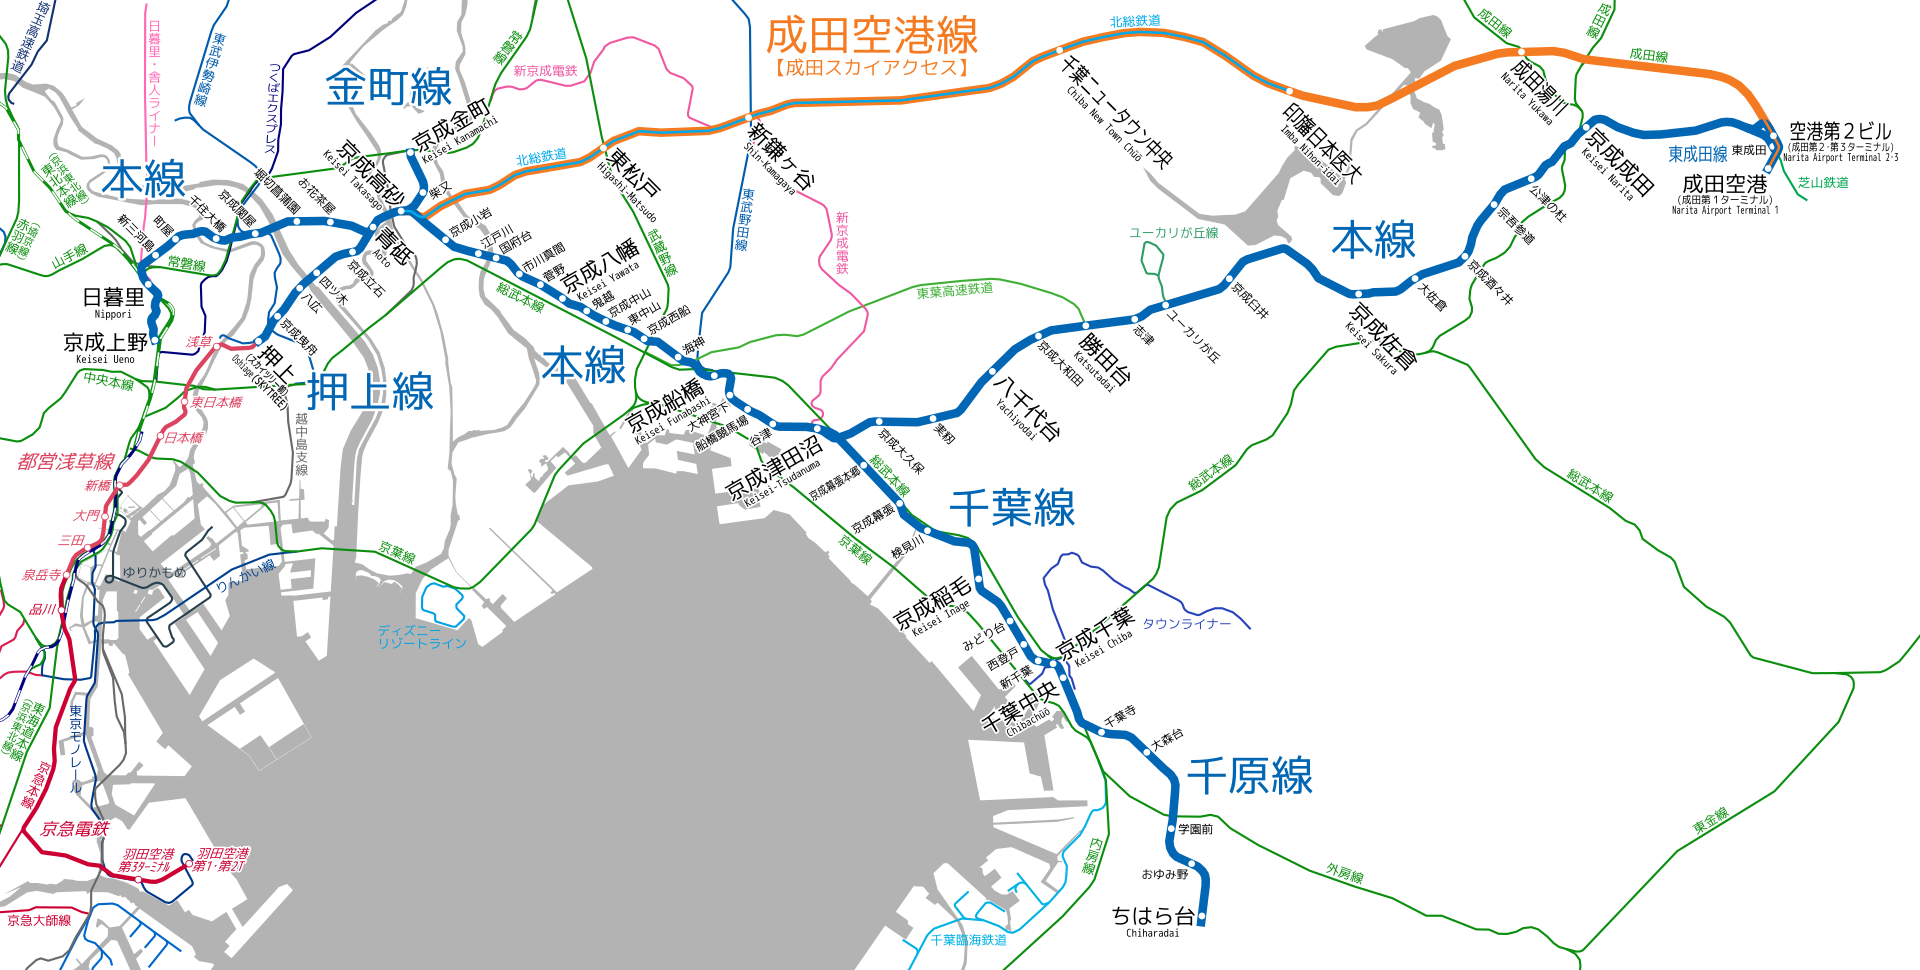 埼玉高速鉄道
日暮里・舎人ライナー
東武伊勢崎線
つくばエクスプレス
常磐線
新京成電鉄
成田空港線
【成田スカイアクセス】
北総鉄道
成田線
成田線
成田線
金町線
京成金町
Keisei Kanamachi
柴又
京成高砂
Keisei Takasago
北総鉄道
東松戸
Higashi-Matsudo
新鎌ヶ谷
Shin-Kamagaya
千葉ニュータウン中央
Chiba New Town Chūō
印旛日本医大
Imba Nihon-idai
成田湯川
Narita Yukawa
京成成田
Keisei Narita
東成田線
東成田
空港第2ビル
(成田第2・第3ターミナル)
Narita Airport Terminal 2·3
成田空港
(成田第1ターミナル)
Narita Airport Terminal 1
芝山鉄道
東北本線
(京浜東北線)
赤羽線
(埼京線)
山手線
本線
常磐線
堀切菖蒲園
お花茶屋
京成関屋
千住大橋
町屋
新三河島
日暮里
Nippori
京成上野
Keisei Ueno
青砥
Aoto
京成立石
四ツ木
八広
京成曳舟
押上
(スカイツリー前)
Oshiage(SKYTREE)
押上線
浅草
東日本橋
日本橋
都営浅草線
新橋
大門
三田
泉岳寺
品川
中央本線
越中島支線
京成小岩
江戸川
国府台
市川真間
菅野
京成八幡
Keisei Yawata
鬼越
京成中山
東中山
京成西船
海神
総武本線
武蔵野線
東武野田線
新京成電鉄
東葉高速鉄道
本線
京成船橋
Keisei Funabashi
大神宮下
船橋競馬場
谷津
京成津田沼
Keisei-Tsudanuma
京成大久保
実籾
八千代台
Yachiyodai
京成大和田
勝田台
Katsutadai
志津
ユーカリが丘
ユーカリが丘線
京成臼井
本線
京成佐倉
Keisei Sakura
大佐倉
京成酒々井
宗吾参道
公津の杜
総武本線
総武本線
総武本線
千葉線
京成幕張本郷
京成幕張
検見川
京成稲毛
Keisei Inage
みどり台
西登戸
新千葉
京成千葉
Keisei Chiba
千葉中央
Chibachūō
タウンライナー
京葉線
京葉線
千葉寺
大森台
千原線
学園前
おゆみ野
ちはら台
Chiharadai
内房線
外房線
東金線
千葉臨海鉄道
ディズニー
リゾートライン
ゆりかもめ
りんかい線
東京モノレール
東海道本線
(京浜東北線)
京急本線
京急電鉄
羽田空港
第3ターミナル
羽田空港
第1・第2T
京急大師線